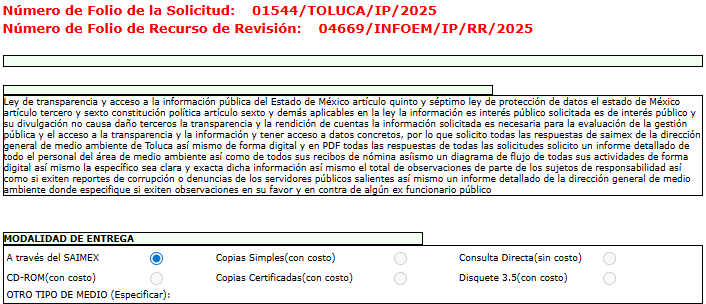 Número de Folio de la Solicitud: 01544/TOLUCA/IP/2025
Número de Folio de Recurso de Revisión: 04669/INFOEM/IP/RR/2025
Ley de transparencia y acceso a la información pública del Estado de México artículo quinto y séptimo ley de protección de datos el estado de México
artículo tercero y sexto constitución política artículo sexto y demás aplicables en la ley la información es interés público solicitada es de interés público y
su divulgación no causa daño terceros la transparencia y la rendición de cuentas la información solicitada es necesaria para la evaluación de la gestión
pública y el acceso a la transparencia y la información y tener acceso a datos concretos, por lo que solicito todas las respuestas de saimex de la dirección
general de medio ambiente de Toluca así mismo de forma digital y en PDF todas las respuestas de todas las solicitudes solicito un informe detallado de
todo el personal del área de medio ambiente así como de todos sus recibos de nómina asíismo un diagrama de flujo de todas sus actividades de forma
digital así mismo la específico sea clara y exacta dicha información así mismo el total de observaciones de parte de los sujetos de responsabilidad así
como si exiten reportes de corrupción o denuncias de los servidores públicos salientes así mismo un informe detallado de la dirección general de medio
ambiente donde especifique si exiten observaciones en su favor y en contra de algún ex funcionario público
MODALIDAD DE ENTREGA
A través del SAIMEX Copias Simples(con costo) Consulta Directa(sin costo)
CD-ROM(con costo) Copias Certificadas(con costo) Disquete 3.5(con costo)
OTRO TIPO DE MEDIO (Especificar):